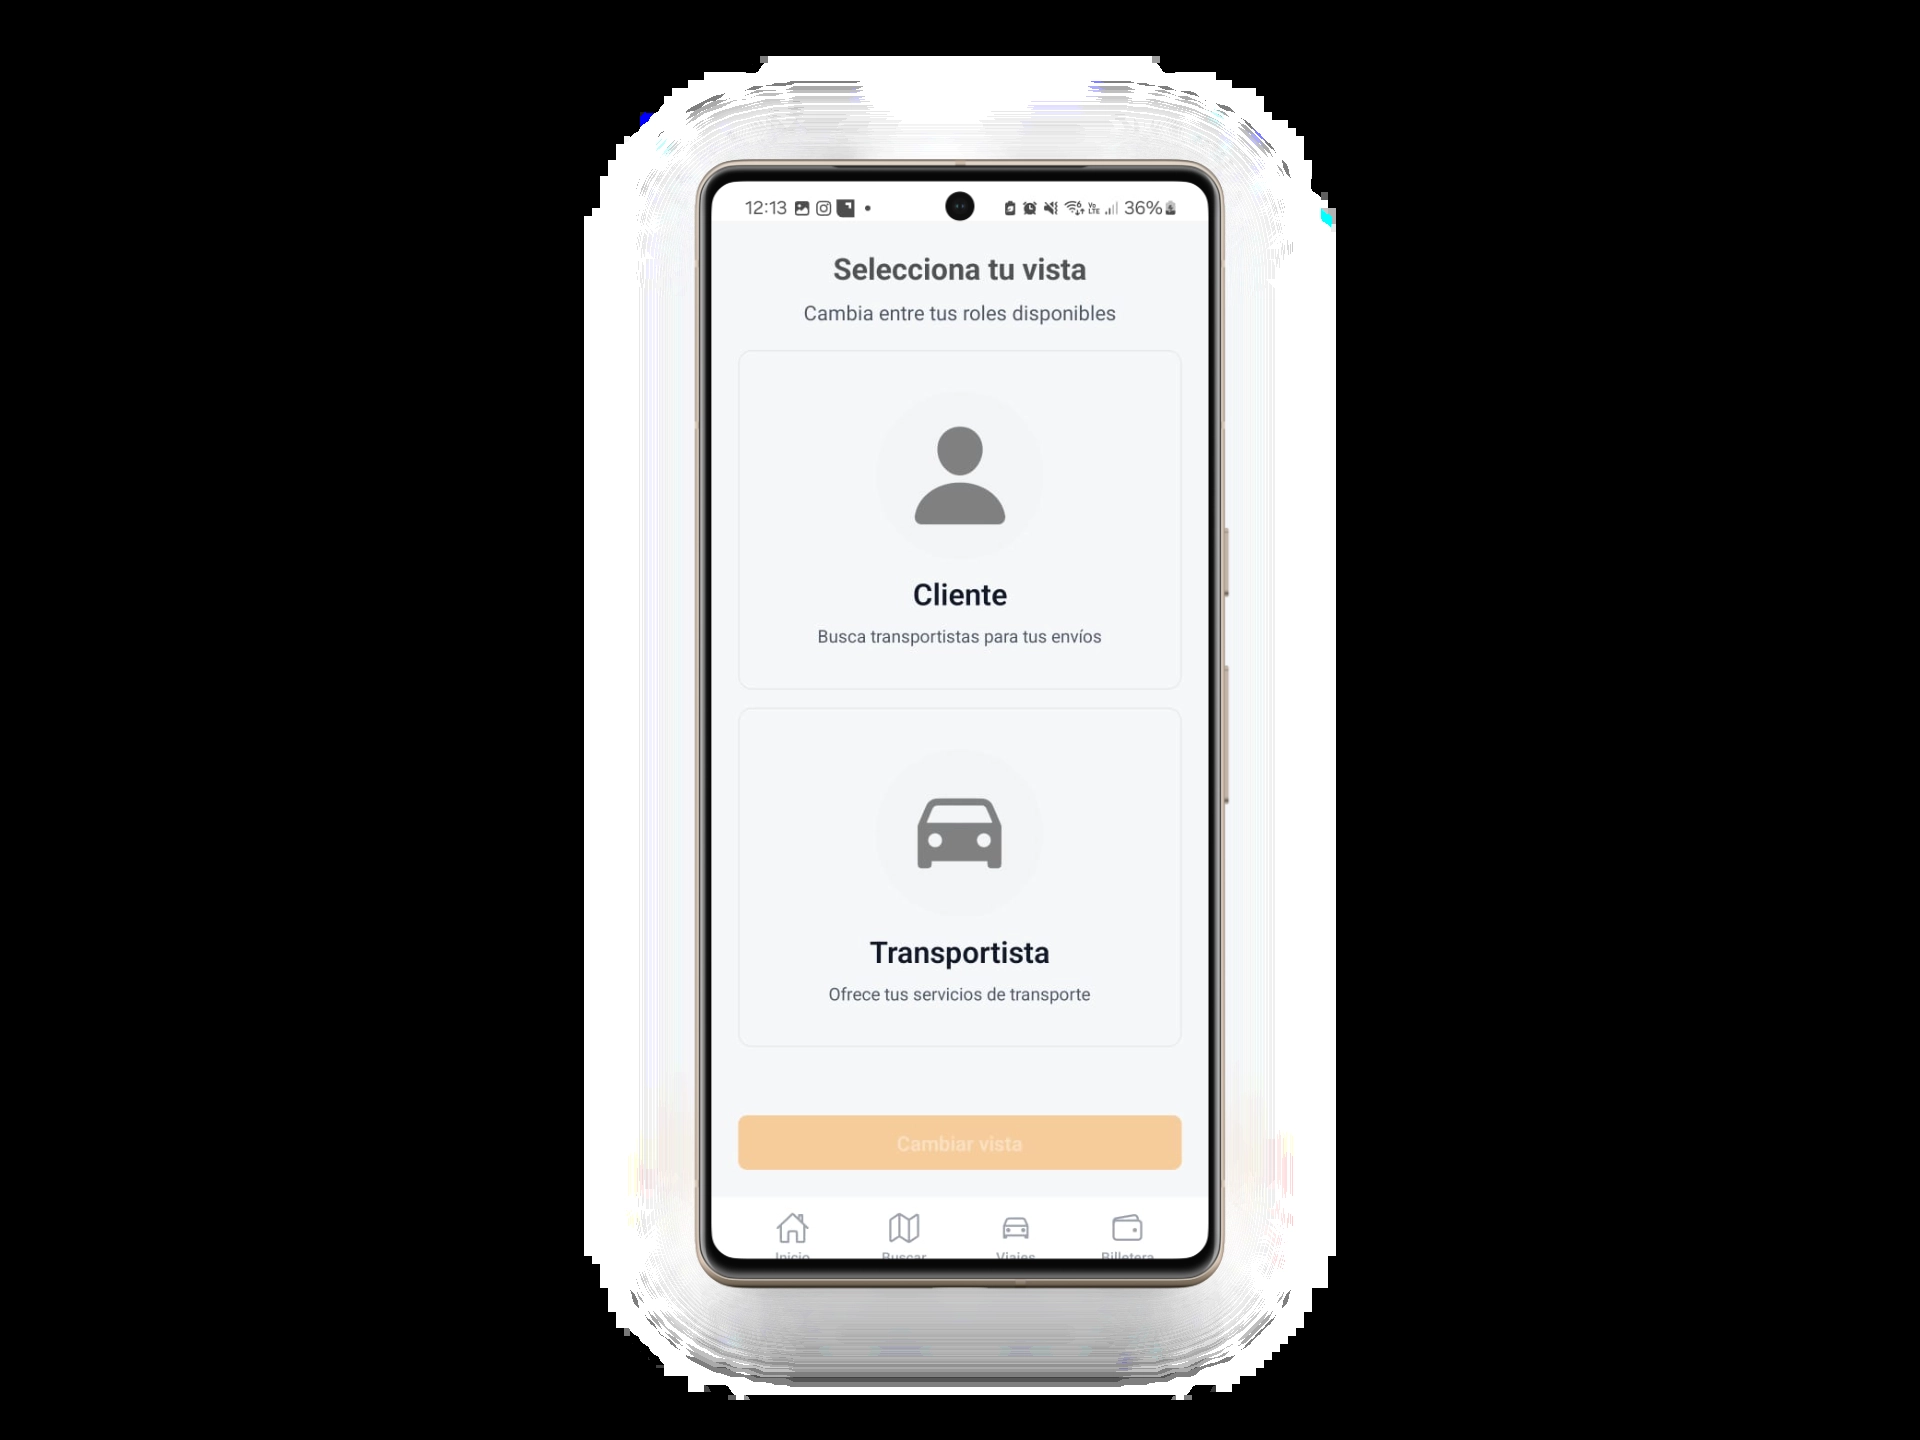 12:13 36%
Selecciona tu vista
Cambia entre tus roles disponibles
Cliente
Busca transportistas para tus envíos
Transportista
Ofrece tus servicios de transporte
Cambiar vista
Inicio Buscar Viajes Billetera